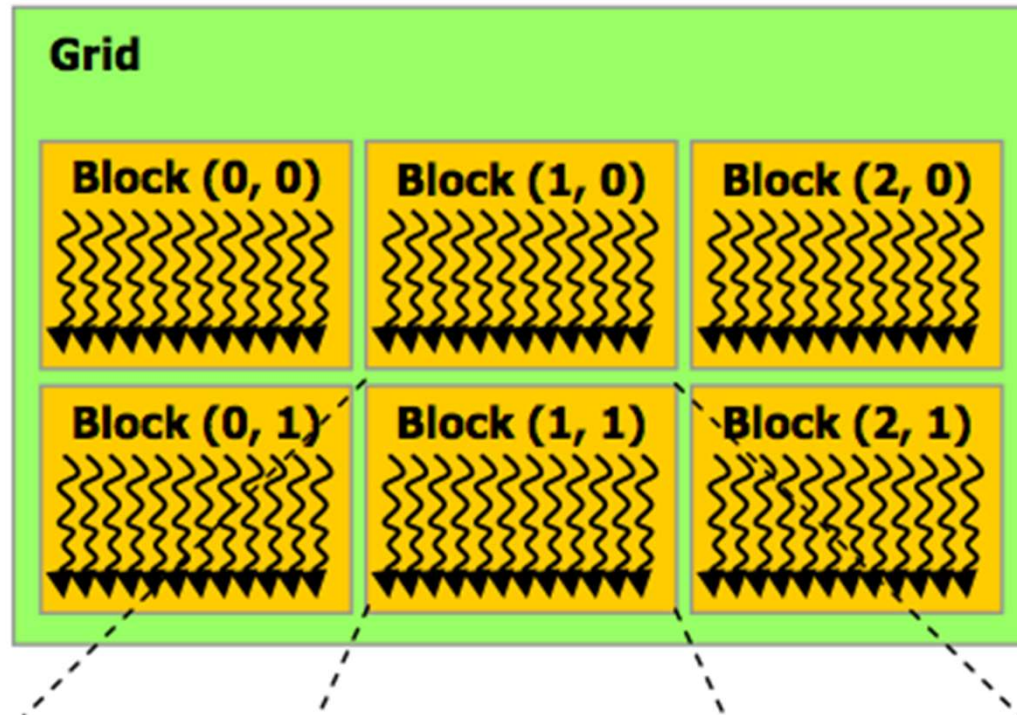 Grid
Block (0, 0) Block (1, 0) Block (2, 0)
Block (0, 1) Block (1, 1) Block (2, 1)